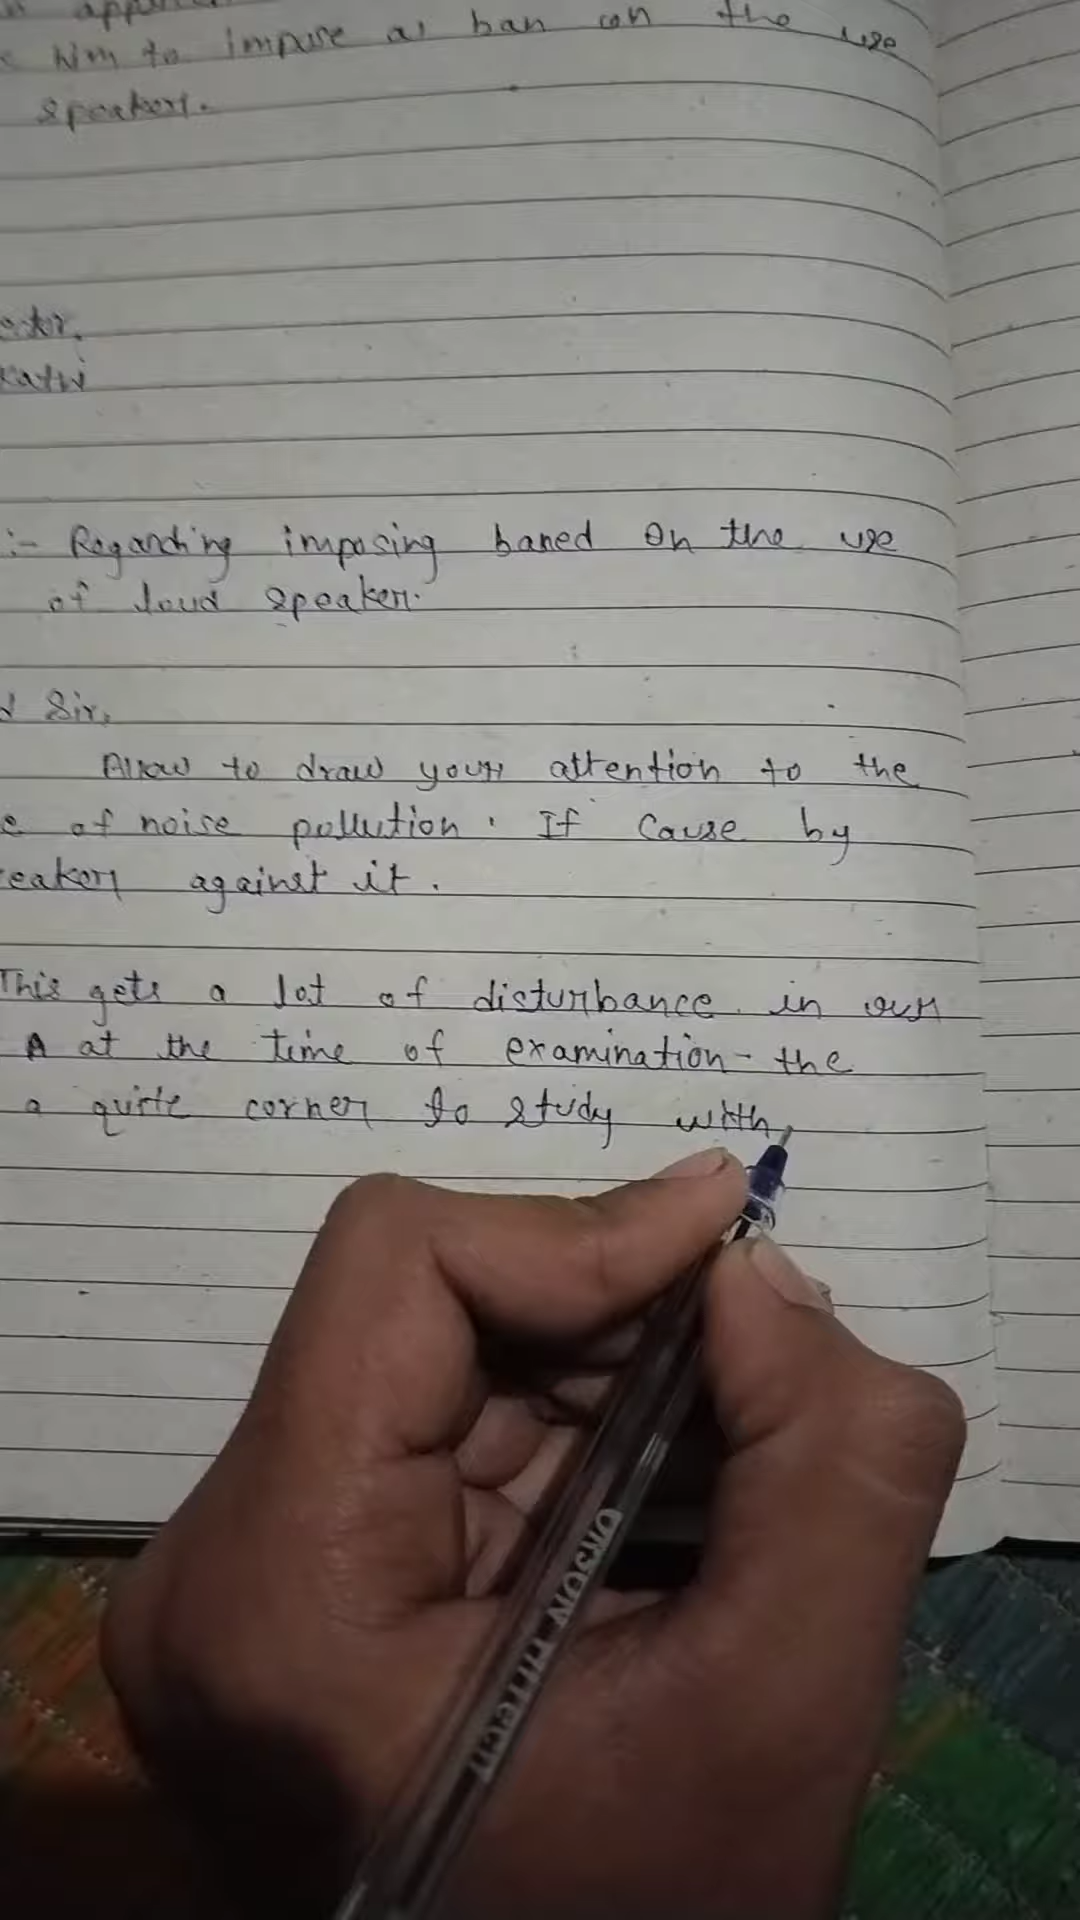 him to impose a ban on the use
speaker.
:- Regarding imposing baned on the use
of loud speaker.
Sir,
Allow to draw your attention to the
of noise pollution. If cause by
against it.
This gets a lot of disturbance in our
A at the time of examination - the
a quite corner to study with
ORSON Fifteen